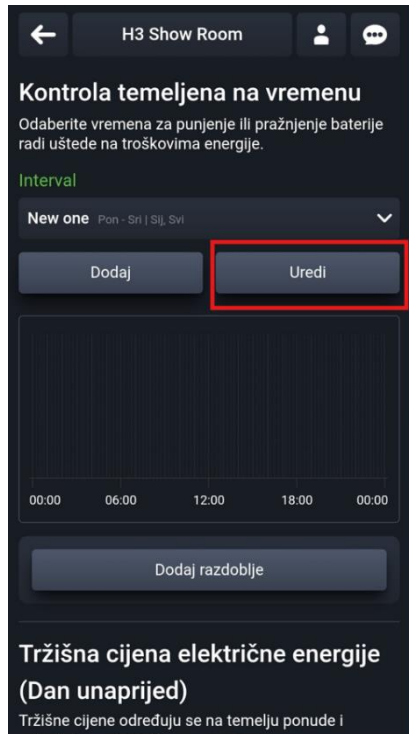 H3 Show Room
Kontrola temeljena na vremenu
Odaberite vremena za punjenje ili pražnjenje baterije
radi uštede na troškovima energije.
Interval
New one Pon - Sri | Sij, Svi
Dodaj Uredi
00:00 06:00 12:00 18:00 00:00
Dodaj razdoblje
Tržišna cijena električne energije
(Dan unaprijed)
Tržišne cijene određuju se na temelju ponude i